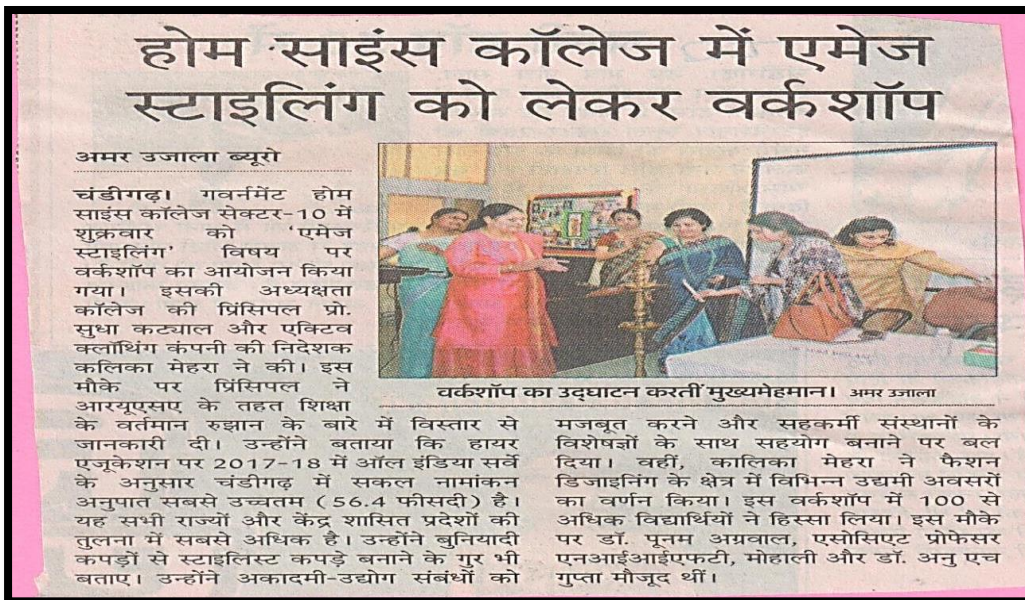 होम साइंस कॉलेज में एमेज
स्टाइलिंग को लेकर वर्कशॉप
अमर उजाला ब्यूरो
चंडीगढ़। गवर्नमेंट होम
साइंस कॉलेज सेक्टर-10 में
शुक्रवार को ‘एमेज
स्टाइलिंग’ विषय पर
वर्कशॉप का आयोजन किया
गया। इसकी अध्यक्षता
कॉलेज की प्रिंसिपल प्रो.
सुधा कट्याल और एक्टिव
क्लॉथिंग कंपनी की निदेशक
कलिका मेहरा ने की। इस
मौके पर प्रिंसिपल ने
आरयूएसए के तहत शिक्षा
के वर्तमान रुझान के बारे में विस्तार से
जानकारी दी। उन्होंने बताया कि हायर
एजूकेशन पर 2017-18 में ऑल इंडिया सर्वे
के अनुसार चंडीगढ़ में सकल नामांकन
अनुपात सबसे उच्चतम (56.4 फीसदी) है।
यह सभी राज्यों और केंद्र शासित प्रदेशों की
तुलना में सबसे अधिक है। उन्होंने बुनियादी
कपड़ों से स्टाइलिस्ट कपड़े बनाने के गुर भी
बताए। उन्होंने अकादमी-उद्योग संबंधों को
वर्कशॉप का उद्घाटन करतीं मुख्यमेहमान। अमर उजाला
मजबूत करने और सहकर्मी संस्थानों के
विशेषज्ञों के साथ सहयोग बनाने पर बल
दिया। वहीं, कालिका मेहरा ने फैशन
डिजाइनिंग के क्षेत्र में विभिन्न उद्यमी अवसरों
का वर्णन किया। इस वर्कशॉप में 100 से
अधिक विद्यार्थियों ने हिस्सा लिया। इस मौके
पर डॉ. पूनम अग्रवाल, एसोसिएट प्रोफेसर
एनआईआईएफटी, मोहाली और डॉ. अनु एच
गुप्ता मौजूद थीं।